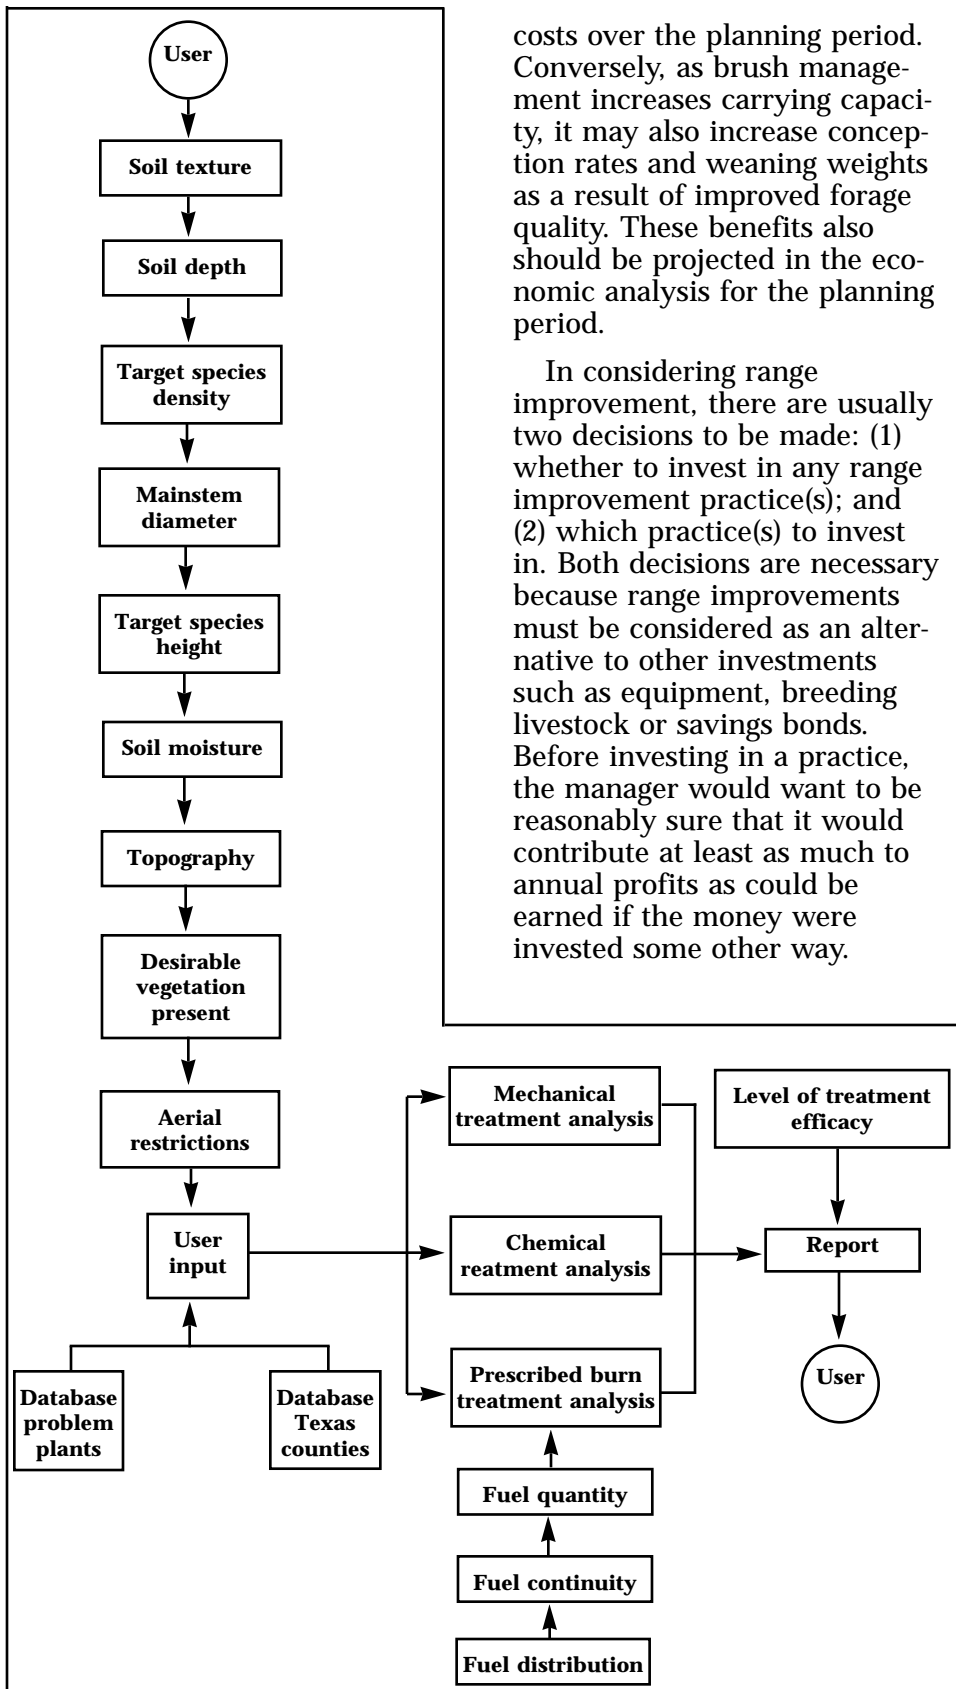 User
Soil texture
Soil depth
Target species
density
Mainstem
diameter
Target species
height
Soil moisture
Topography
Desirable
vegetation
present
Aerial
restrictions
User
input
Database
problem
plants
Database
Texas
counties
costs over the planning period.
Conversely, as brush manage-
ment increases carrying capaci-
ty, it may also increase concep-
tion rates and weaning weights
as a result of improved forage
quality. These benefits also
should be projected in the eco-
nomic analysis for the planning
period.
In considering range
improvement, there are usually
two decisions to be made: (1)
whether to invest in any range
improvement practice(s); and
(2) which practice(s) to invest
in. Both decisions are necessary
because range improvements
must be considered as an alter-
native to other investments
such as equipment, breeding
livestock or savings bonds.
Before investing in a practice,
the manager would want to be
reasonably sure that it would
contribute at least as much to
annual profits as could be
earned if the money were
invested some other way.
Mechanical
treatment analysis
Chemical
reatment analysis
Prescribed burn
treatment analysis
Fuel quantity
Fuel continuity
Fuel distribution
Level of treatment
efficacy
Report
User